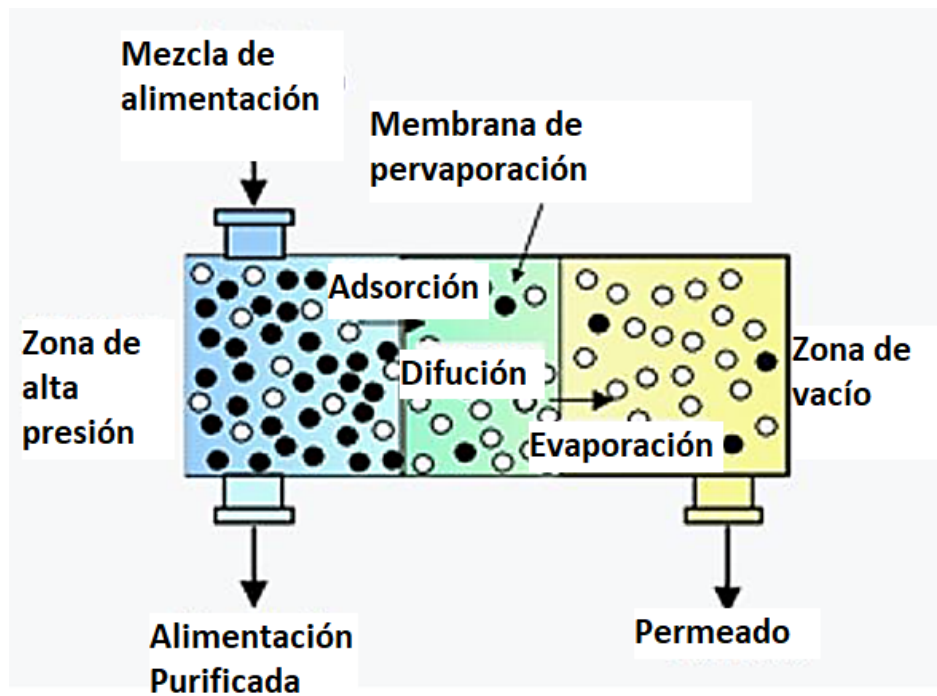 Mezcla de
alimentación
Membrana de
pervaporación
Adsorción
Zona de
alta
presión
Difución
Zona de
vacío
Evaporación
Alimentación
Purificada
Permeado